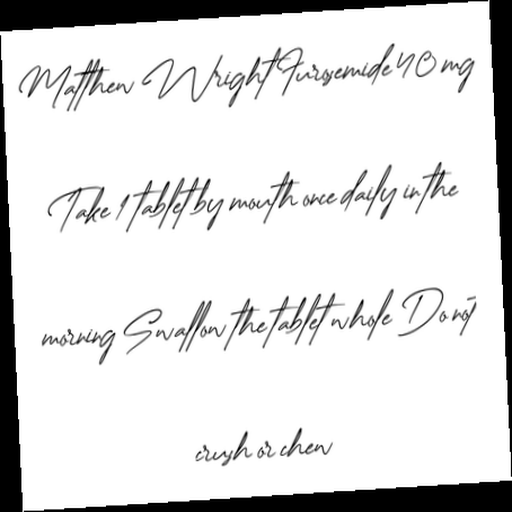 Matthew Wright Furosemide 40 mg
Take 1 tablet by mouth once daily in the
morning Swallow the tablet whole Do not
crush or chew